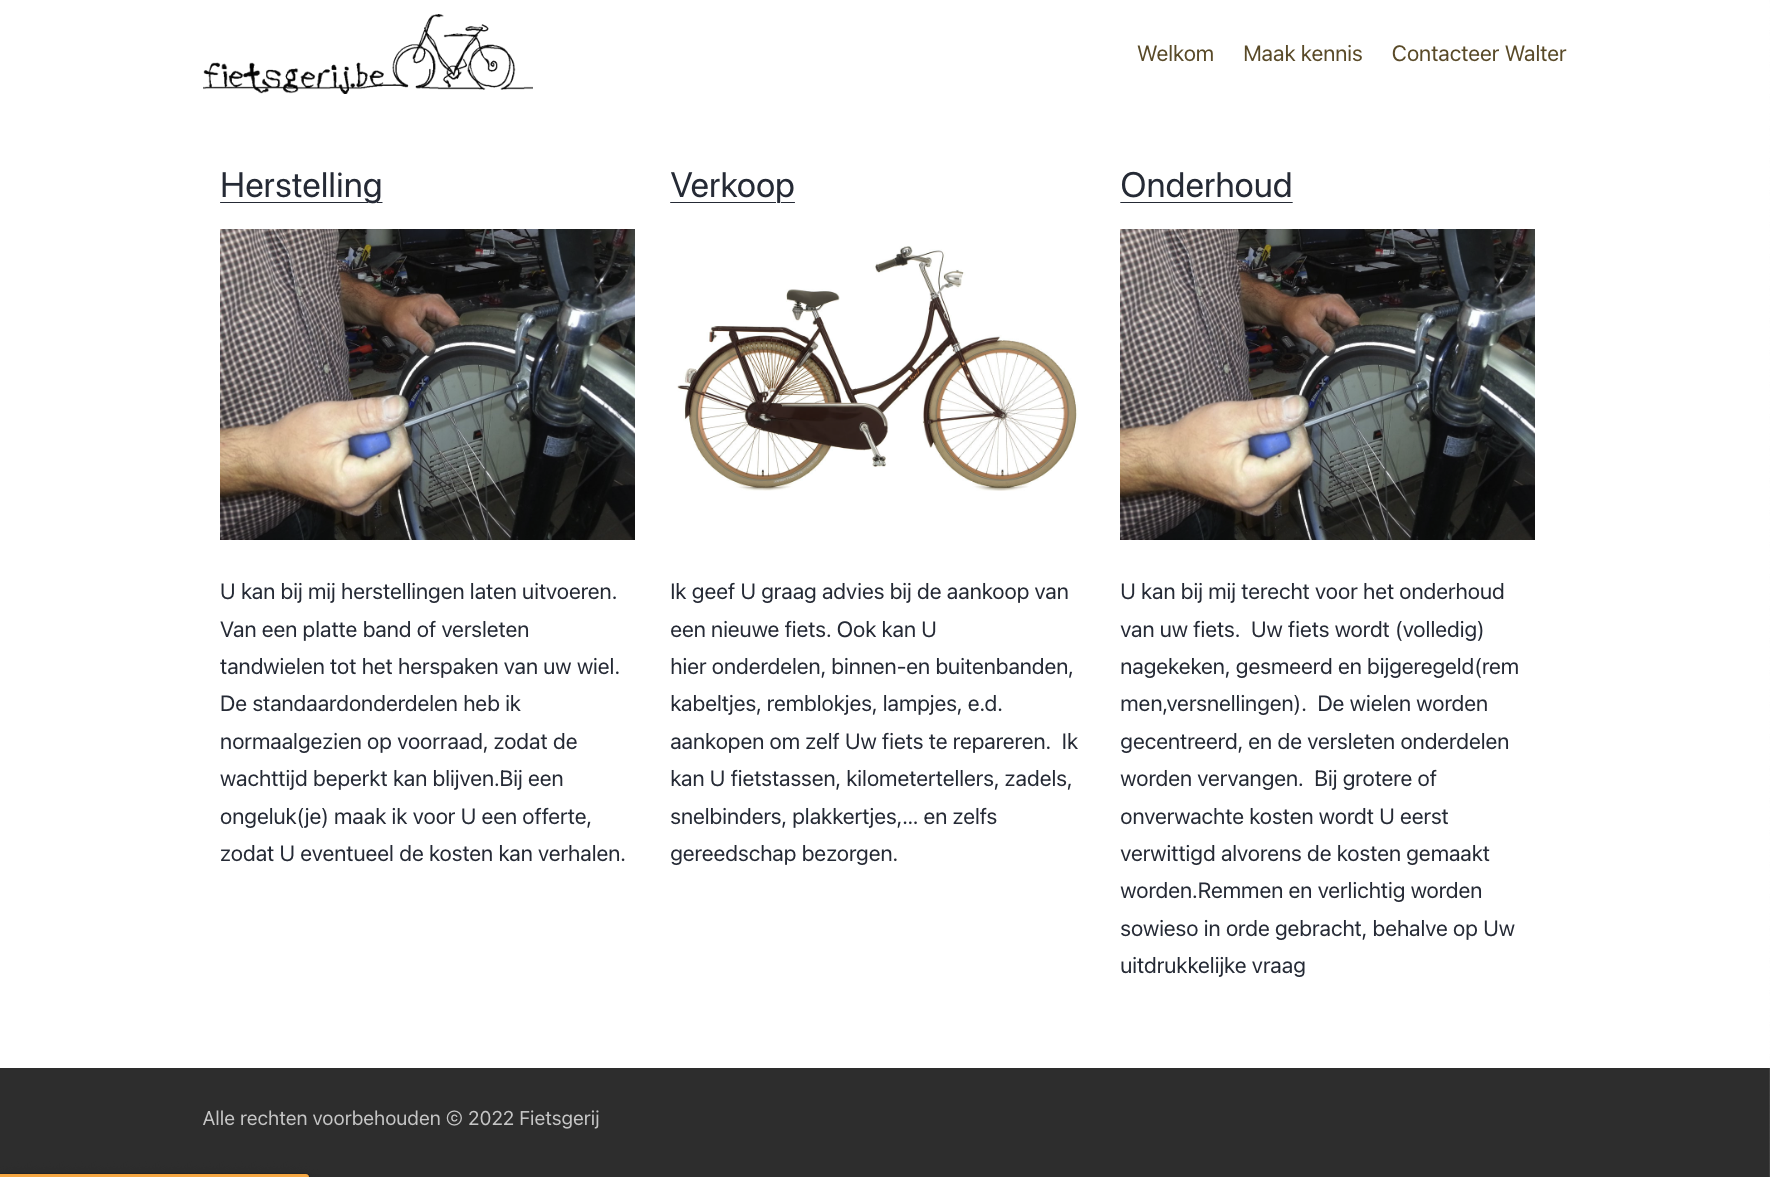 fietsgerij.be
Welkom Maak kennis Contacteer Walter
Herstelling
U kan bij mij herstellingen laten uitvoeren.
Van een platte band of versleten
tandwielen tot het herspaken van uw wiel.
De standaardonderdelen heb ik
normaalgezien op voorraad, zodat de
wachttijd beperkt kan blijven.Bij een
ongeluk(je) maak ik voor U een offerte,
zodat U eventueel de kosten kan verhalen.
Verkoop
Ik geef U graag advies bij de aankoop van
een nieuwe fiets. Ook kan U
hier onderdelen, binnen-en buitenbanden,
kabeltjes, remblokjes, lampjes, e.d.
aankopen om zelf Uw fiets te repareren.  Ik
kan U fietstassen, kilometertellers, zadels,
snelbinders, plakkertjes,... en zelfs
gereedschap bezorgen.
Onderhoud
U kan bij mij terecht voor het onderhoud
van uw fiets.  Uw fiets wordt (volledig)
nagekeken, gesmeerd en bijgeregeld(rem
men,versnellingen).  De wielen worden
gecentreerd, en de versleten onderdelen
worden vervangen.  Bij grotere of
onverwachte kosten wordt U eerst
verwittigd alvorens de kosten gemaakt
worden.Remmen en verlichtig worden
sowieso in orde gebracht, behalve op Uw
uitdrukkelijke vraag
Alle rechten voorbehouden © 2022 Fietsgerij